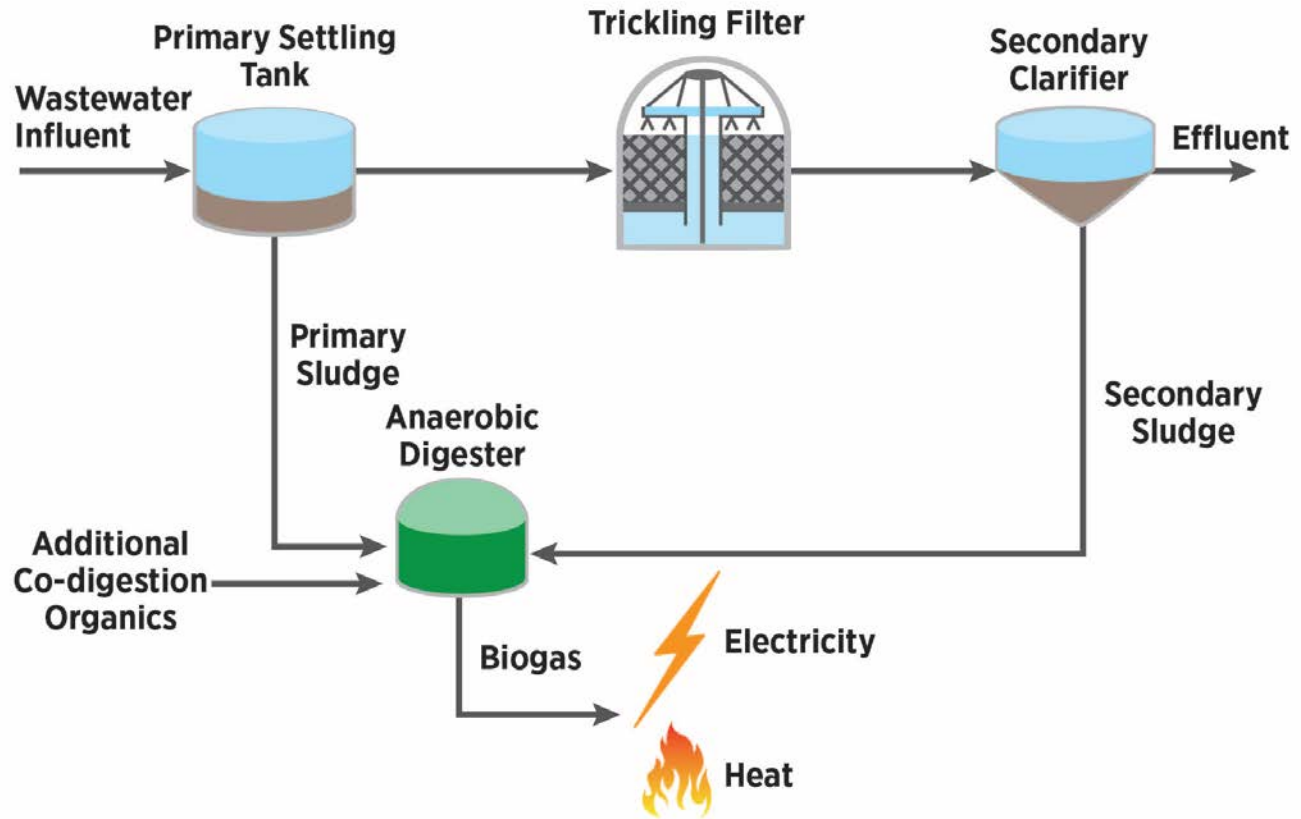 Primary Settling
Tank
Trickling Filter
Secondary
Clarifier
Wastewater
Influent
Effluent
Primary
Sludge
Secondary
Sludge
Anaerobic
Digester
Additional
Co-digestion
Organics
Biogas
Electricity
Heat